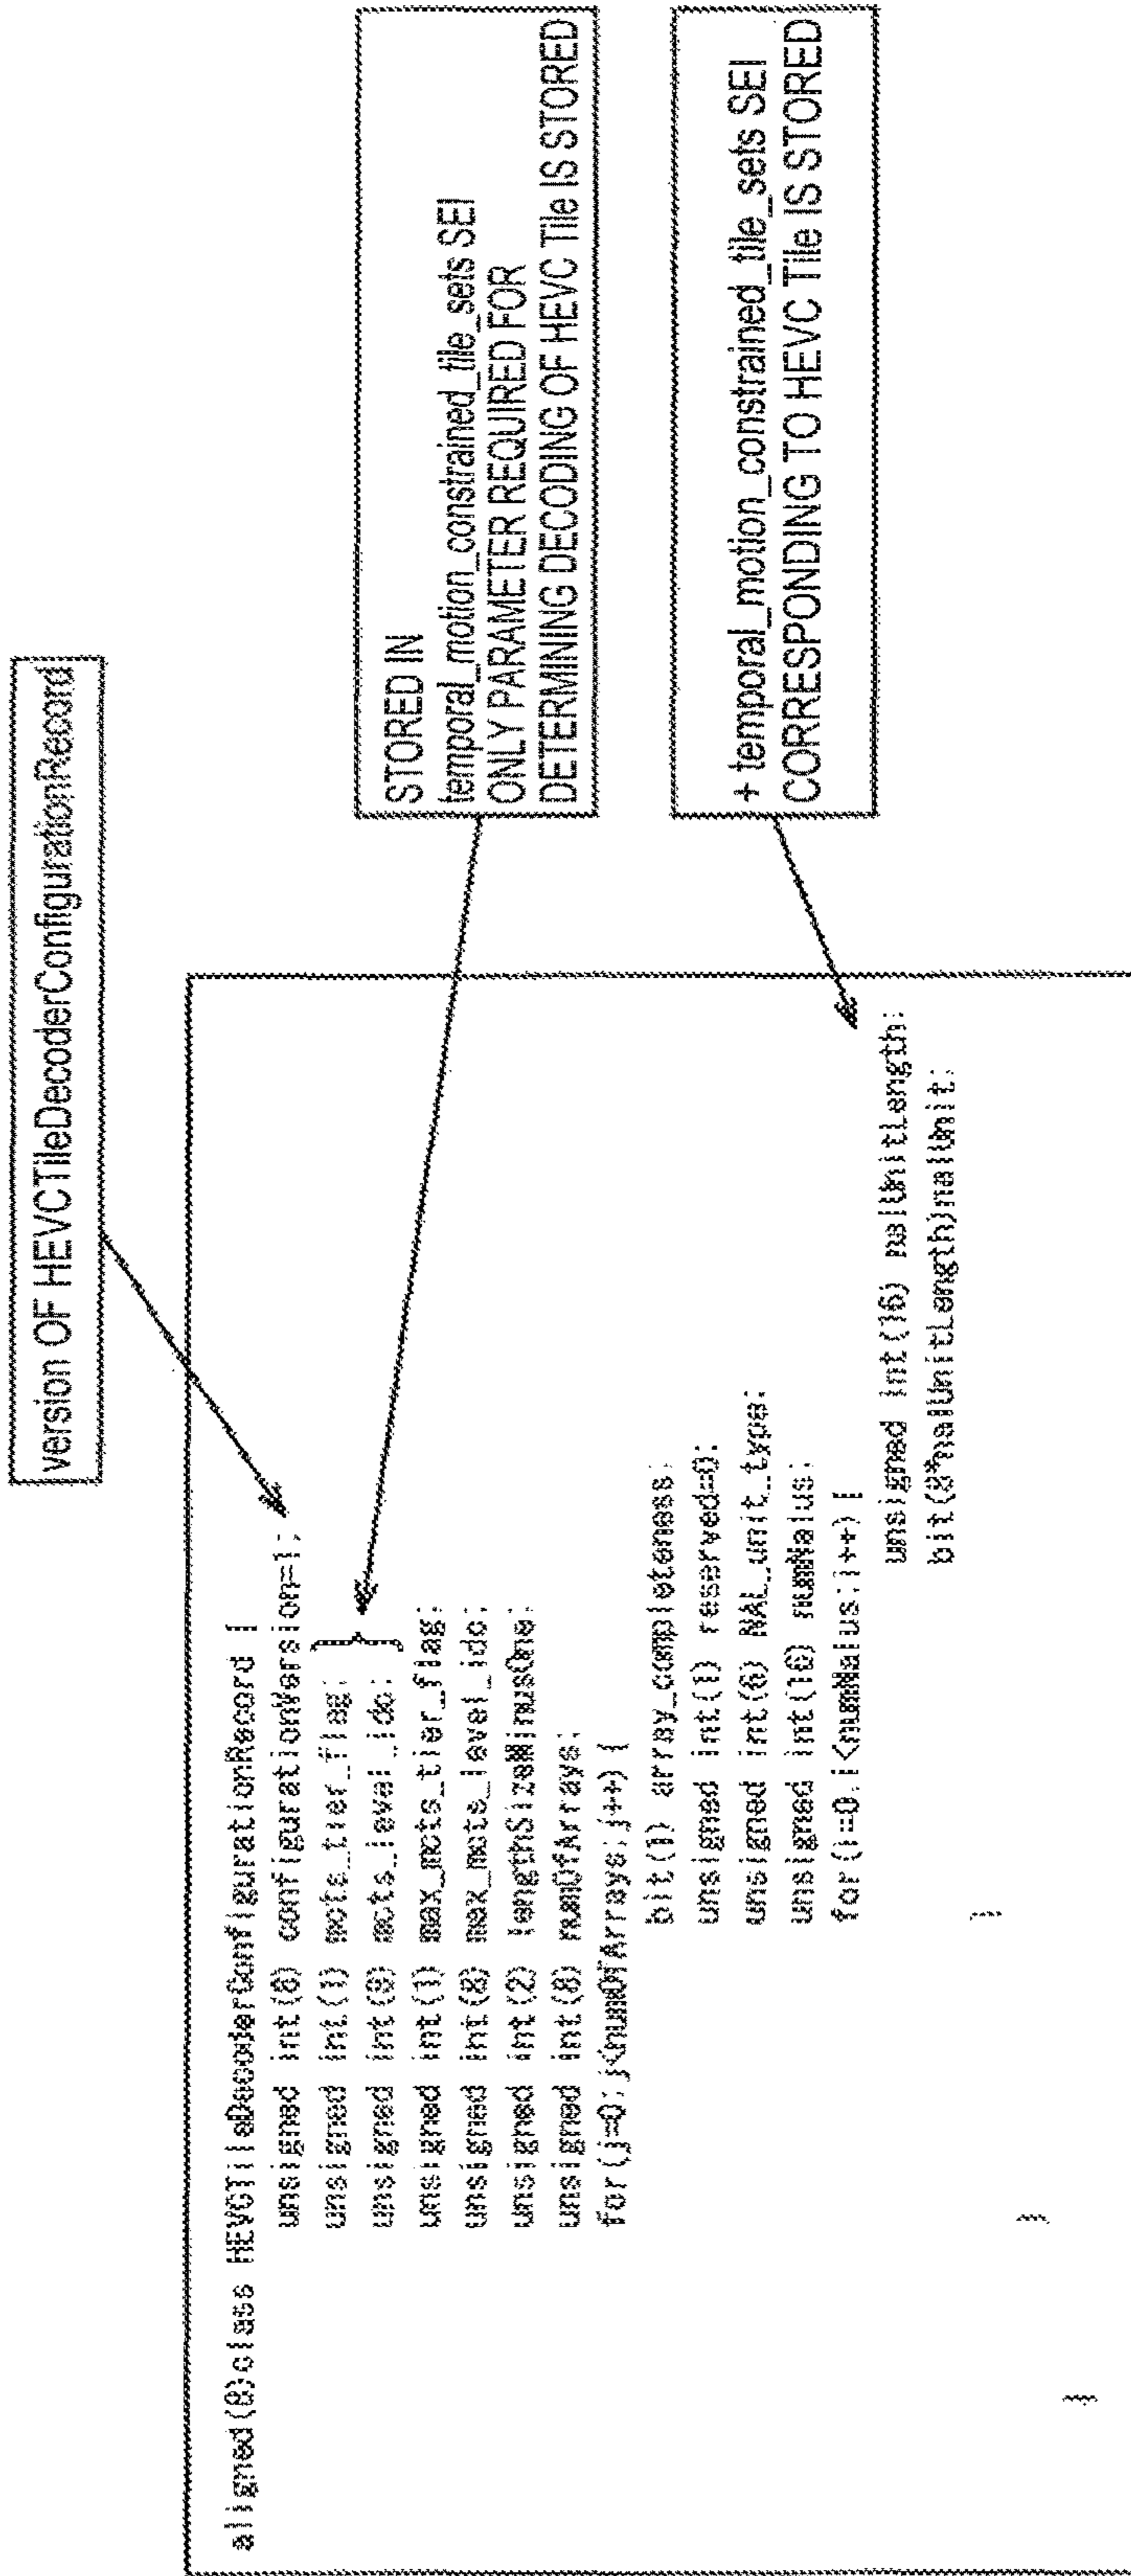 version OF HEVCTileDecoderConfigurationRecord
aligned(8)class HEVCTileDecoderConfigurationRecord {
unsigned int(8) configurationVersion=1;
unsigned int(1) mcts_tier_flag;
unsigned int(8) mcts_level_idc;
unsigned int(1) max_mcts_tier_flag;
unsigned int(8) max_mcts_level_idc;
unsigned int(2) lengthSizeMinusOne;
unsigned int(8) numOfArrays;
for(j=0;j<numOfArrays;j++) {
bit(1) array_completeness;
unsigned int(1) reserved=0;
unsigned int(6) NAL_unit_type;
unsigned int(16) numNalus;
for(i=0;i<numNalus;i++) {
unsigned int(16) nalUnitLength;
bit(8*nalUnitLength)nalUnit;
}
}
}
STORED IN
temporal_motion_constrained_tile_sets SEI
ONLY PARAMETER REQUIRED FOR
DETERMINING DECODING OF HEVC Tile IS STORED
+ temporal_motion_constrained_tile_sets SEI
CORRESPONDING TO HEVC Tile IS STORED